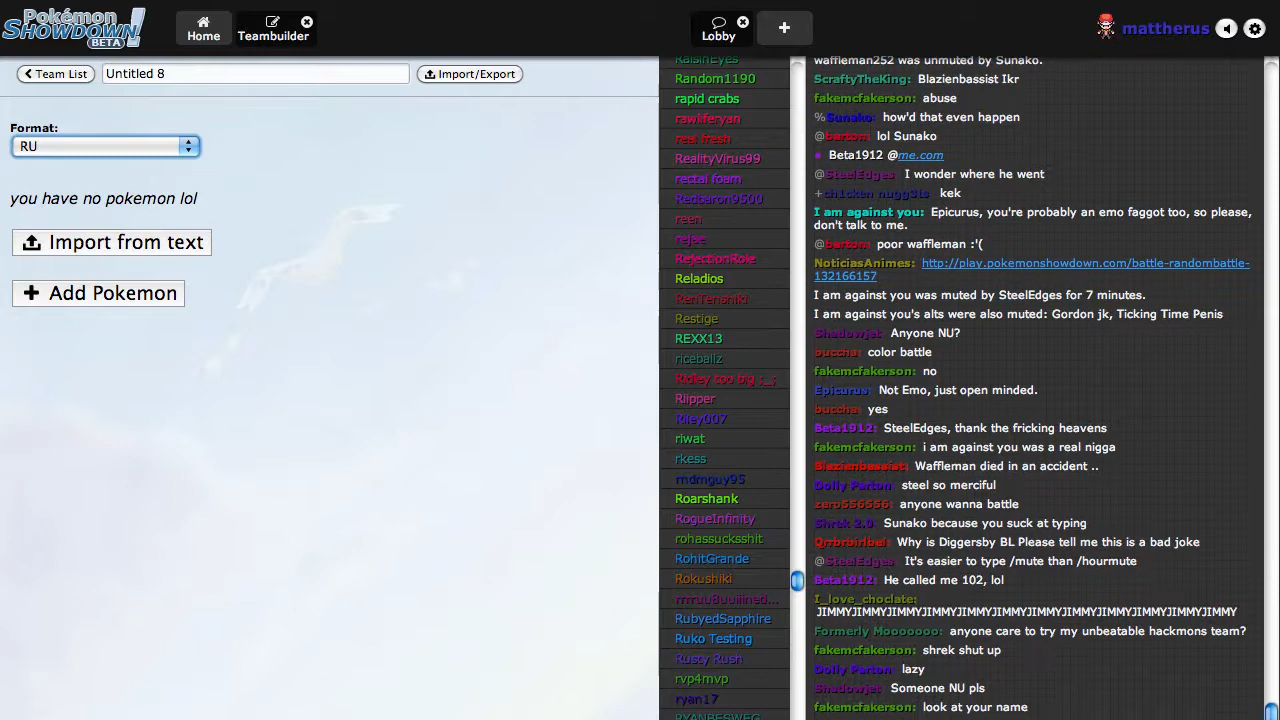 Pokémon
SHOWDOWN!
BETA
Home
Teambuilder
Lobby
+
mattherus
Team List
Untitled 8
Import/Export
Format:
RU
you have no pokemon lol
Import from text
+ Add Pokemon
RaisinEyes
Random1190
rapid crabs
rawliferyan
real fresh
RealityVirus99
rectal foam
Redbaron9500
reen
rejae
RejectionRole
Reladios
RenTenshiki
Restige
REXX13
riceballz
Ridley too big ;_;
Riipper
Riley007
riwat
rkess
rndmguy95
Roarshank
RogueInfinity
rohassucksshit
RohitGrande
Rokushiki
RubyedSapphire
Ruko Testing
Rusty Rush
rvp4mvp
ryan17
RYANBESWEG
waffleman252 was unmuted by Sunako.
ScraftyTheKing: Blazienbassist Ikr
fakemcfakerson: abuse
%Sunako: how'd that even happen
@barton: lol Sunako
• Beta1912 @me.com
@SteelEdges: I wonder where he went
+ch1cken nugg3ts: kek
I am against you: Epicurus, you're probably an emo faggot too, so please,
don't talk to me.
@barton: poor waffleman :'(
NoticiasAnimes: http://play.pokemonshowdown.com/battle-randombattle-
132166157
I am against you was muted by SteelEdges for 7 minutes.
I am against you's alts were also muted: Gordon jk, Ticking Time Penis
Shadowjet: Anyone NU?
buccha: color battle
fakemcfakerson: no
Epicurus: Not Emo, just open minded.
buccha: yes
Beta1912: SteelEdges, thank the fricking heavens
fakemcfakerson: i am against you was a real nigga
Blazienbassist: Waffleman died in an accident ..
Dolly Parton: steel so merciful
zero556556: anyone wanna battle
Shrek 2.0: Sunako because you suck at typing
Qrrbrbirlbel: Why is Diggersby BL Please tell me this is a bad joke
@SteelEdges: It's easier to type /mute than /hourmute
Beta1912: He called me 102, lol
I_love_choclate:
JIMMYJIMMYJIMMYJIMMYJIMMYJIMMYJIMMYJIMMYJIMMYJIMMYJIMMYJIMMY
Formerly Mooooooo: anyone care to try my unbeatable hackmons team?
fakemcfakerson: shrek shut up
Dolly Parton: lazy
Shadowjet: Someone NU pls
fakemcfakerson: look at your name